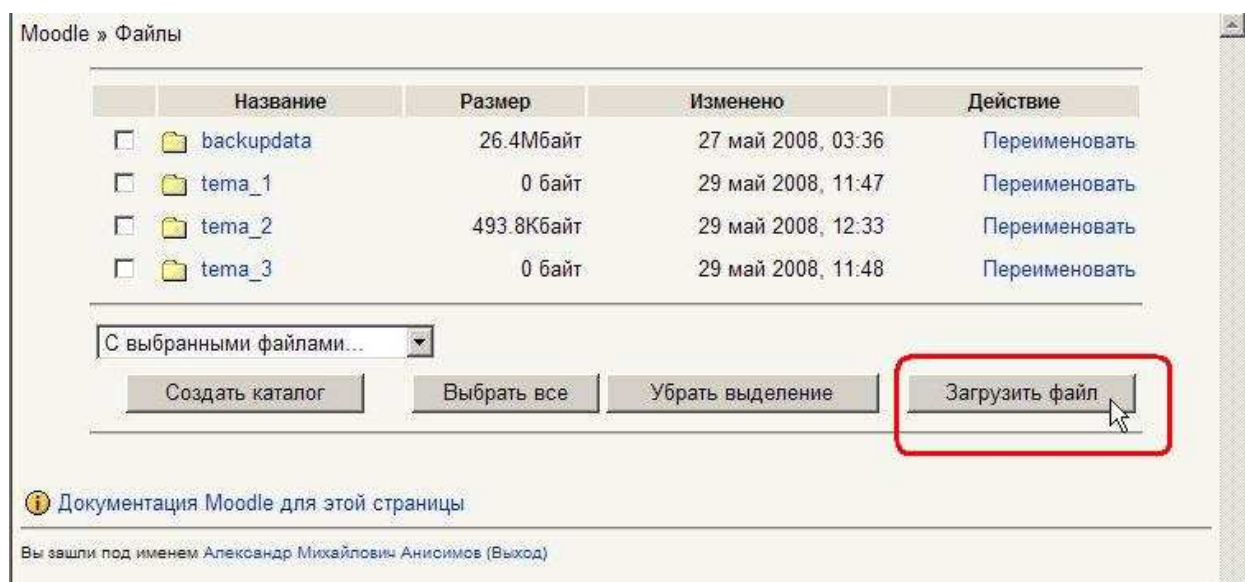 Moodle » Файлы
Название Размер Изменено Действие
backupdata 26.4Мбайт 27 май 2008, 03:36 Переименовать
tema_1 0 байт 29 май 2008, 11:47 Переименовать
tema_2 493.8Кбайт 29 май 2008, 12:33 Переименовать
tema_3 0 байт 29 май 2008, 11:48 Переименовать
С выбранными файлами...
Создать каталог Выбрать все Убрать выделение Загрузить файл
Документация Moodle для этой страницы
Вы зашли под именем Александр Михайлович Анисимов (Выход)